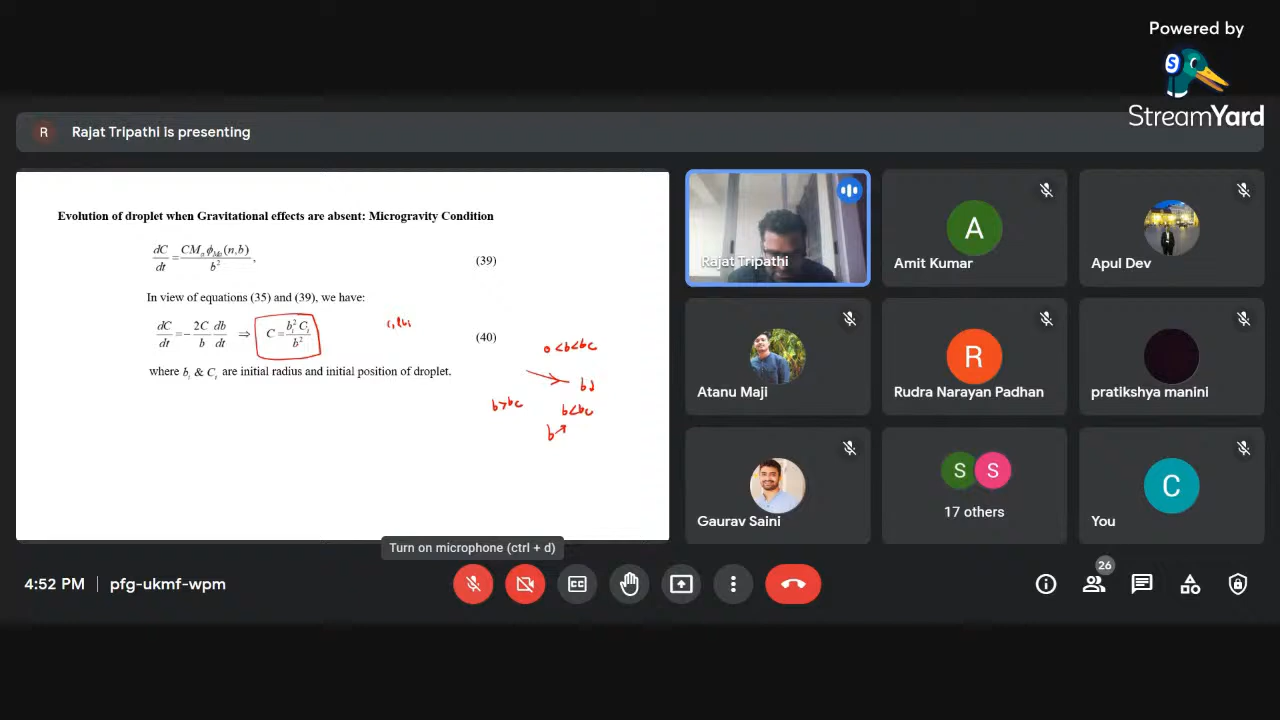 Powered by
S
StreamYard
R Rajat Tripathi is presenting
Evolution of droplet when Gravitational effects are absent: Microgravity Condition
dC/dt = CM_a ϕ_Ma(n,b)/b², (39)
In view of equations (35) and (39), we have:
dC/dt = -2C/b db/dt ⇒ C = b_i² C_i/b² (40)
where b_i & C_i are initial radius and initial position of droplet.
0 < b < bc
b > bc
b < bc
b
Rajat Tripathi
A
Amit Kumar
Apul Dev
Atanu Maji
R
Rudra Narayan Padhan
pratikshya manini
Gaurav Saini
S S
17 others
C
You
Turn on microphone (ctrl + d)
4:52 PM | pfg-ukmf-wpm
CC
26